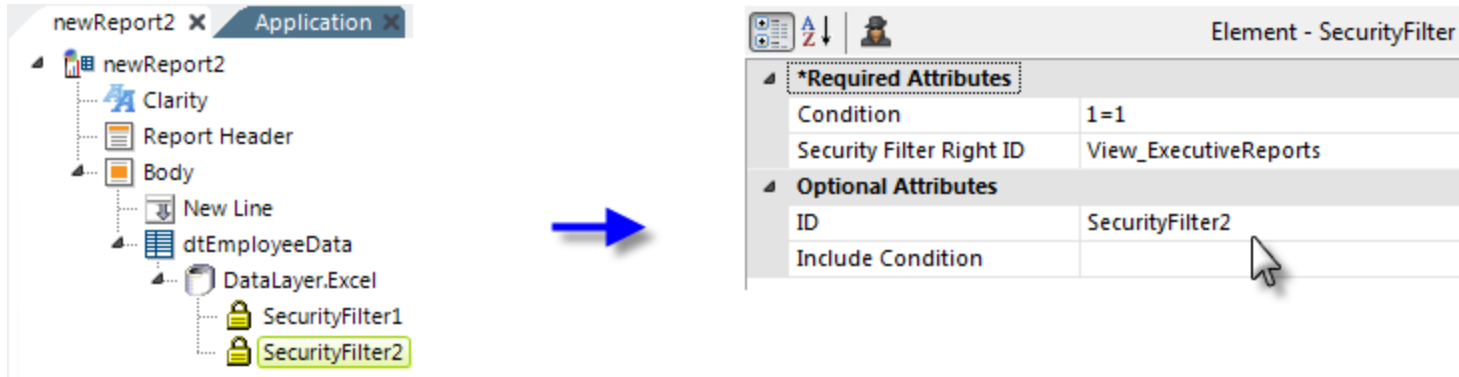 newReport2
Application
newReport2
Clarity
Report Header
Body
New Line
dtEmployeeData
DataLayer.Excel
SecurityFilter1
SecurityFilter2
A Z
Element - SecurityFilter
*Required Attributes
Condition 1=1
Security Filter Right ID View_ExecutiveReports
Optional Attributes
ID SecurityFilter2
Include Condition